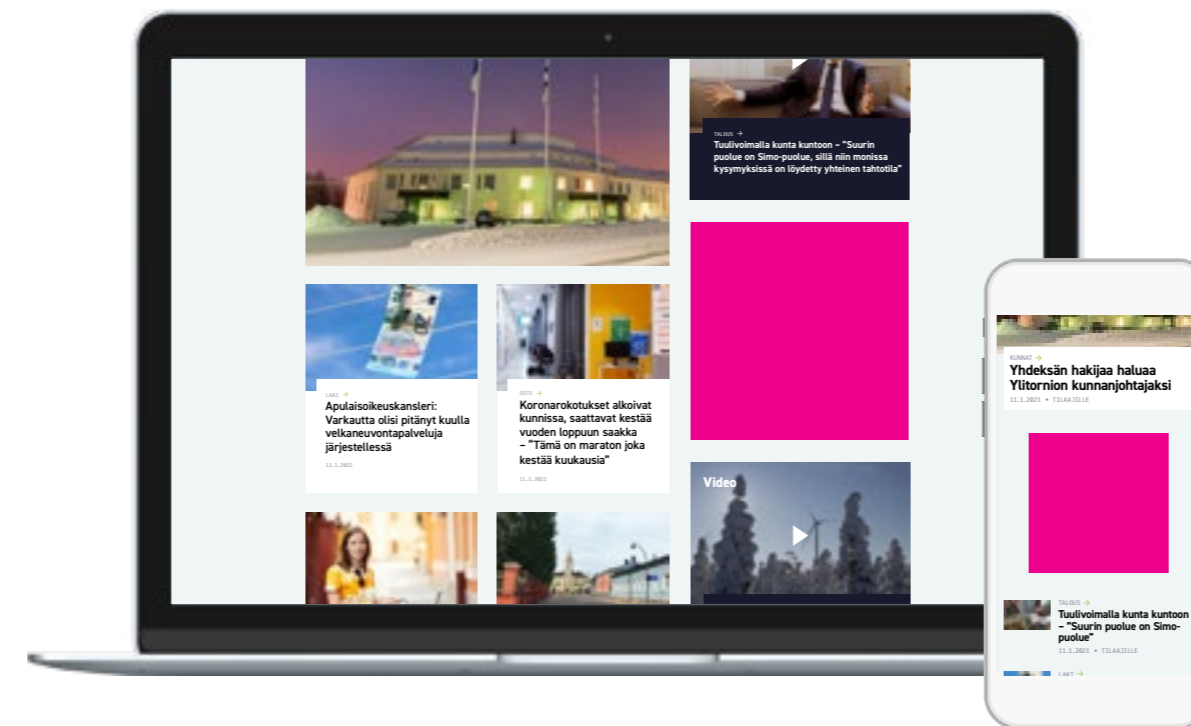 TALOUS →
Tuulivoimalla kunta kuntoon – "Suurin
puolue on Simo-puolue, sillä niin monissa
kysymyksissä on löydetty yhteinen tahtotila"
LAKI →
Apulaisoikeuskansleri:
Varkautta olisi pitänyt kuulla
velkaneuvontapalveluja
järjestellessä
11.1.2021
SOTE →
Koronarokotukset alkoivat
kunnissa, saattavat kestää
vuoden loppuun saakka
– "Tämä on maraton joka
kestää kuukausia"
11.1.2021
Video
KUNNAT →
Yhdeksän hakijaa haluaa
Ylitornion kunnanjohtajaksi
11.1.2021 • TILAAJILLE
TALOUS →
Tuulivoimalla kunta kuntoon
– "Suurin puolue on Simo-
puolue"
11.1.2021 • TILAAJILLE
LAKI →